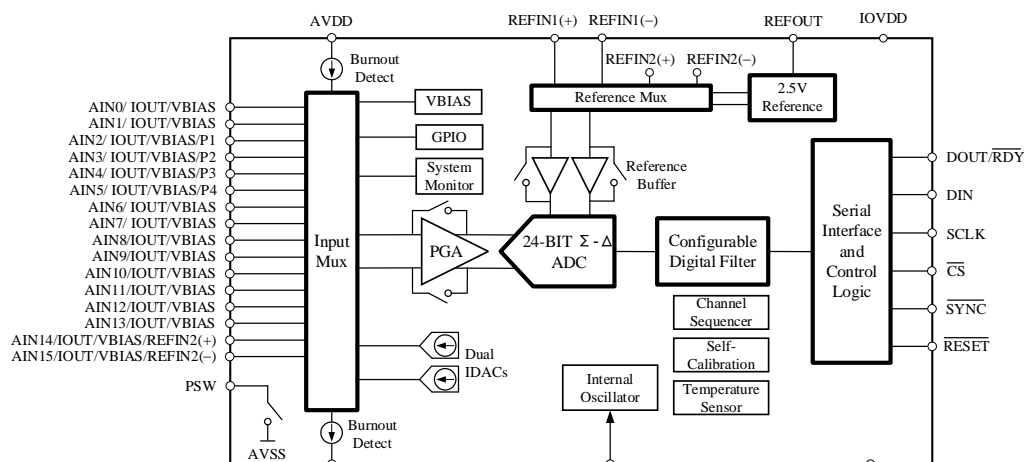 AVDD
REFIN1(+)
REFIN1(−)
REFOUT
IOVDD
Burnout
Detect
REFIN2(+)
REFIN2(−)
AIN0/ IOUT/VBIAS
AIN1/ IOUT/VBIAS
AIN2/ IOUT/VBIAS/P1
AIN3/ IOUT/VBIAS/P2
AIN4/ IOUT/VBIAS/P3
AIN5/ IOUT/VBIAS/P4
AIN6/ IOUT/VBIAS
AIN7/ IOUT/VBIAS
AIN8/IOUT/VBIAS
AIN9/IOUT/VBIAS
AIN10/IOUT/VBIAS
AIN11/IOUT/VBIAS
AIN12/IOUT/VBIAS
AIN13/IOUT/VBIAS
AIN14/IOUT/VBIAS/REFIN2(+)
AIN15/IOUT/VBIAS/REFIN2(−)
PSW
AVSS
Input
Mux
VBIAS
GPIO
System
Monitor
PGA
Dual
IDACs
Burnout
Detect
Reference Mux
2.5V
Reference
Reference
Buffer
24-BIT Σ-Δ
ADC
Configurable
Digital Filter
Channel
Sequencer
Self-
Calibration
Temperature
Sensor
Internal
Oscillator
Serial
Interface
and
Control
Logic
DOUT/RDY
DIN
SCLK
CS
SYNC
RESET